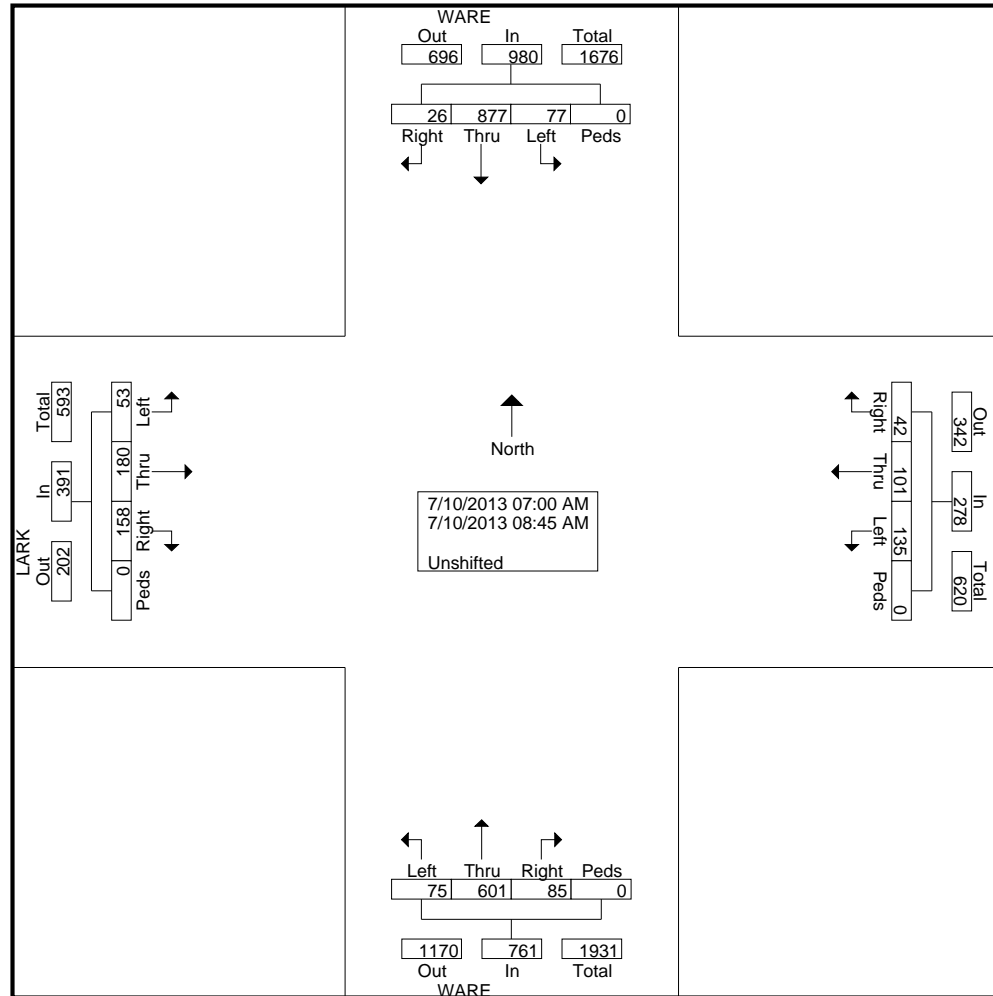 WARE
Out In Total
696 980 1676
26 877 77 0
Right Thru Left Peds
Total In Out
593 391 202
LARK
53 180 158 0
Left Thru Right Peds
North
7/10/2013 07:00 AM
7/10/2013 08:45 AM
Unshifted
Right Thru Left Peds
42 101 135 0
Out In Total
342 278 620
Left Thru Right Peds
75 601 85 0
1170 761 1931
Out In Total
WARE